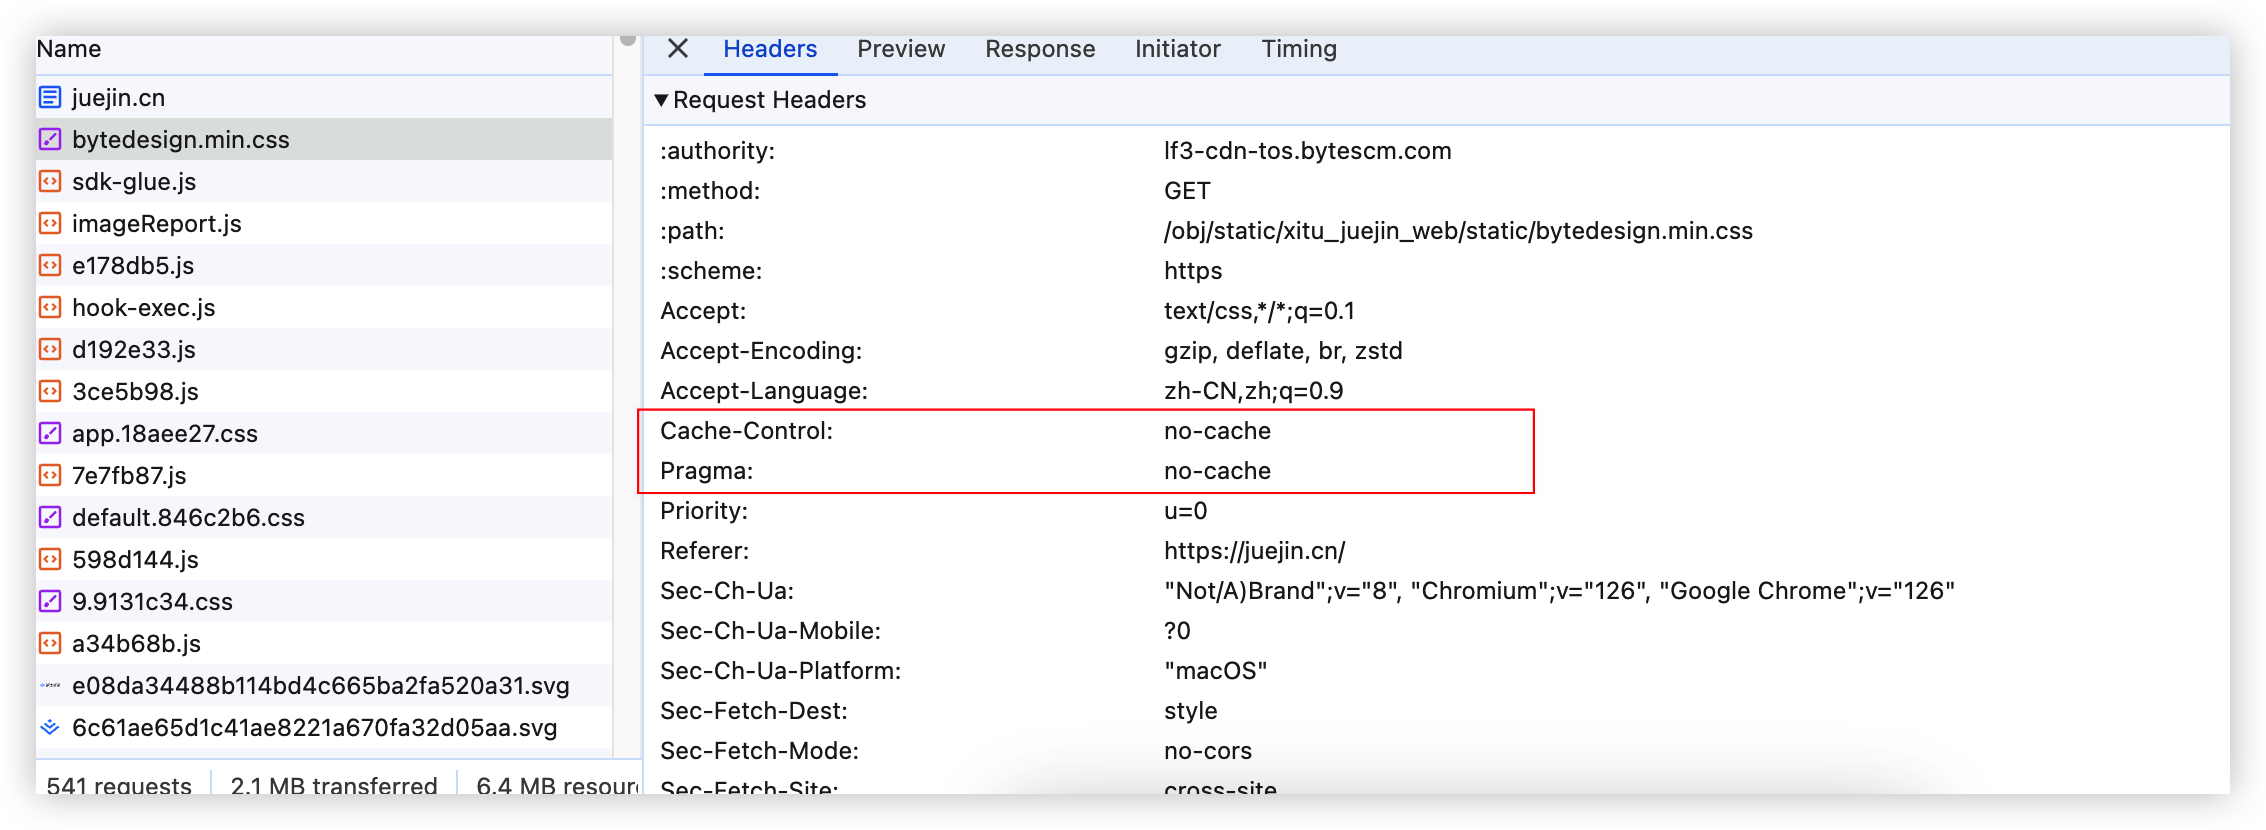 Name
juejin.cn
bytedesign.min.css
sdk-glue.js
imageReport.js
e178db5.js
hook-exec.js
d192e33.js
3ce5b98.js
app.18aee27.css
7e7fb87.js
default.846c2b6.css
598d144.js
9.9131c34.css
a34b68b.js
e08da34488b114bd4c665ba2fa520a31.svg
6c61ae65d1c41ae8221a670fa32d05aa.svg
541 requests 2.1 MB transferred 6.4 MB resour
Headers Preview Response Initiator Timing
Request Headers
:authority: lf3-cdn-tos.bytescm.com
:method: GET
:path: /obj/static/xitu_juejin_web/static/bytedesign.min.css
:scheme: https
Accept: text/css,*/*;q=0.1
Accept-Encoding: gzip, deflate, br, zstd
Accept-Language: zh-CN,zh;q=0.9
Cache-Control: no-cache
Pragma: no-cache
Priority: u=0
Referer: https://juejin.cn/
Sec-Ch-Ua: "Not/A)Brand";v="8", "Chromium";v="126", "Google Chrome";v="126"
Sec-Ch-Ua-Mobile: ?0
Sec-Ch-Ua-Platform: "macOS"
Sec-Fetch-Dest: style
Sec-Fetch-Mode: no-cors
Sec-Fetch-Site: cross-site